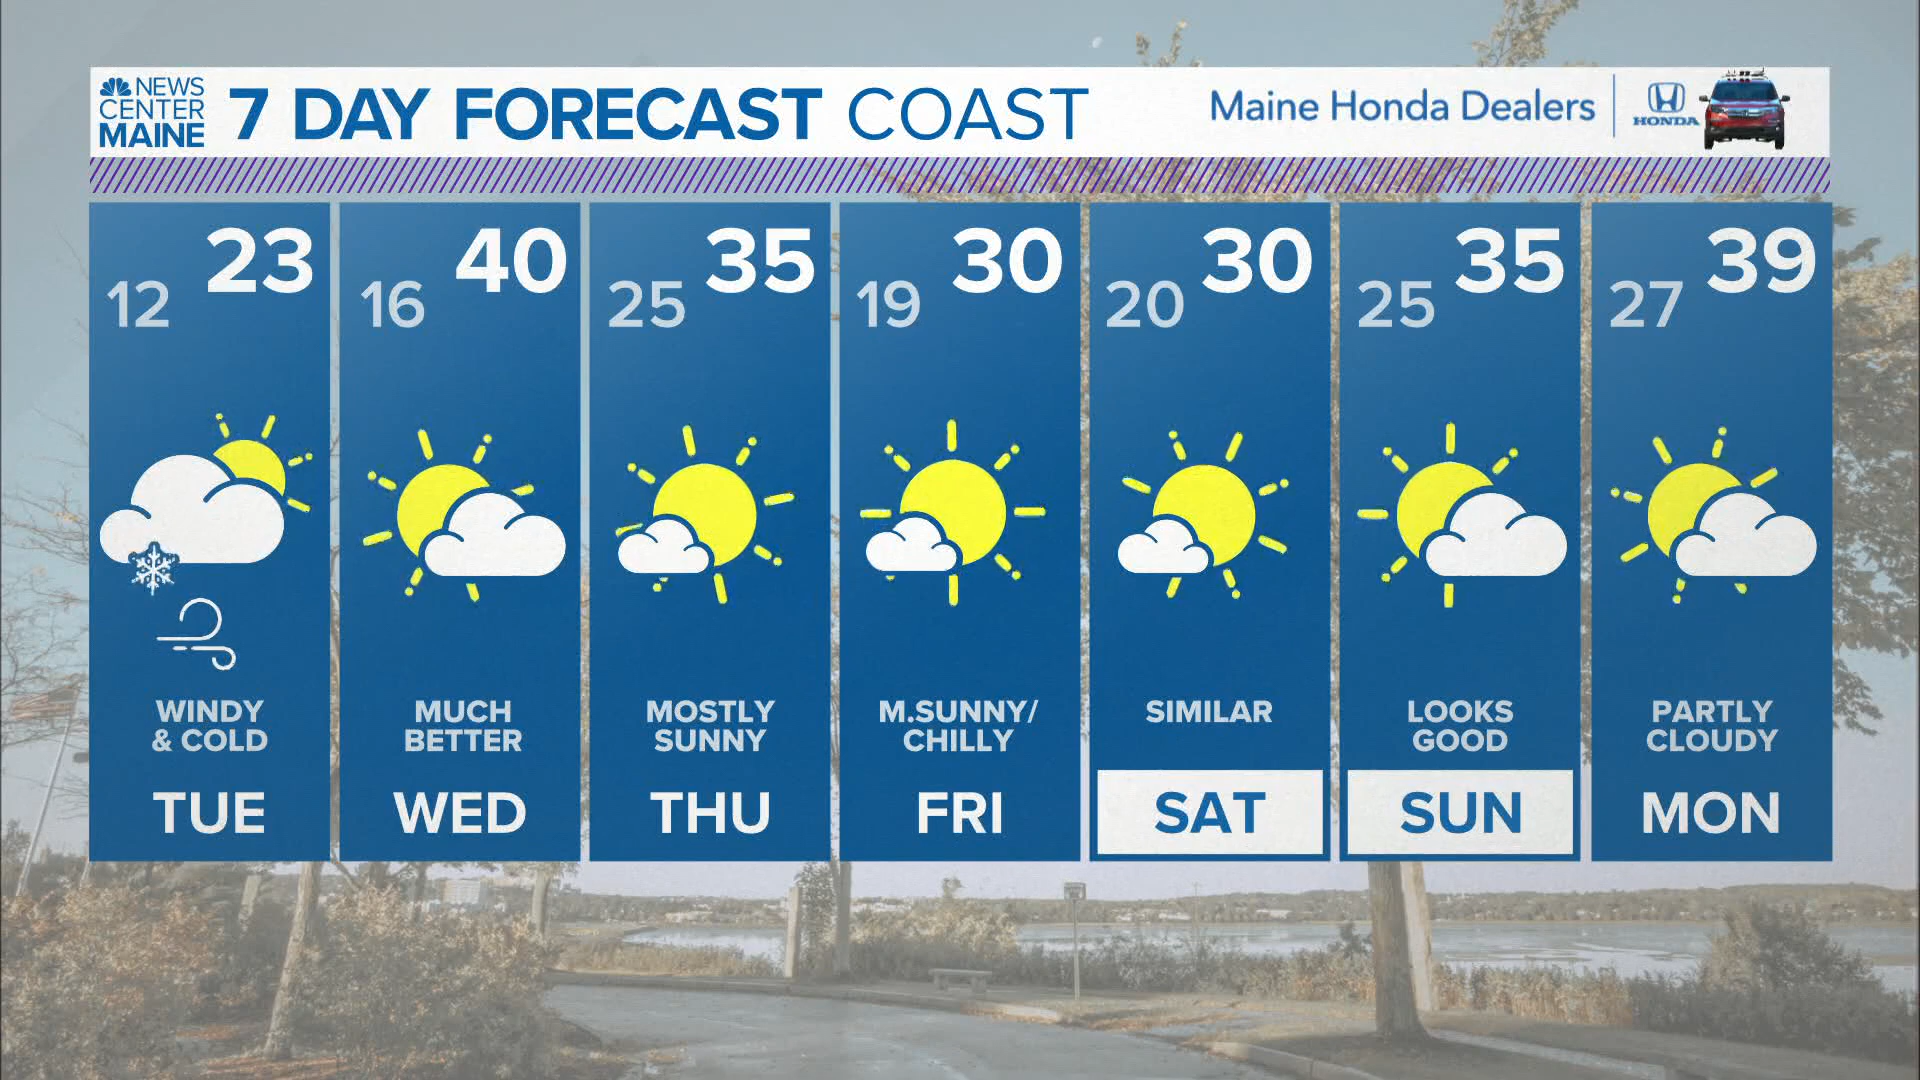 NEWS
CENTER
MAINE
7 DAY FORECAST COAST
Maine Honda Dealers
HONDA
12 23
WINDY
& COLD
TUE
16 40
MUCH
BETTER
WED
25 35
MOSTLY
SUNNY
THU
19 30
M.SUNNY/
CHILLY
FRI
20 30
SIMILAR
SAT
25 35
LOOKS
GOOD
SUN
27 39
PARTLY
CLOUDY
MON